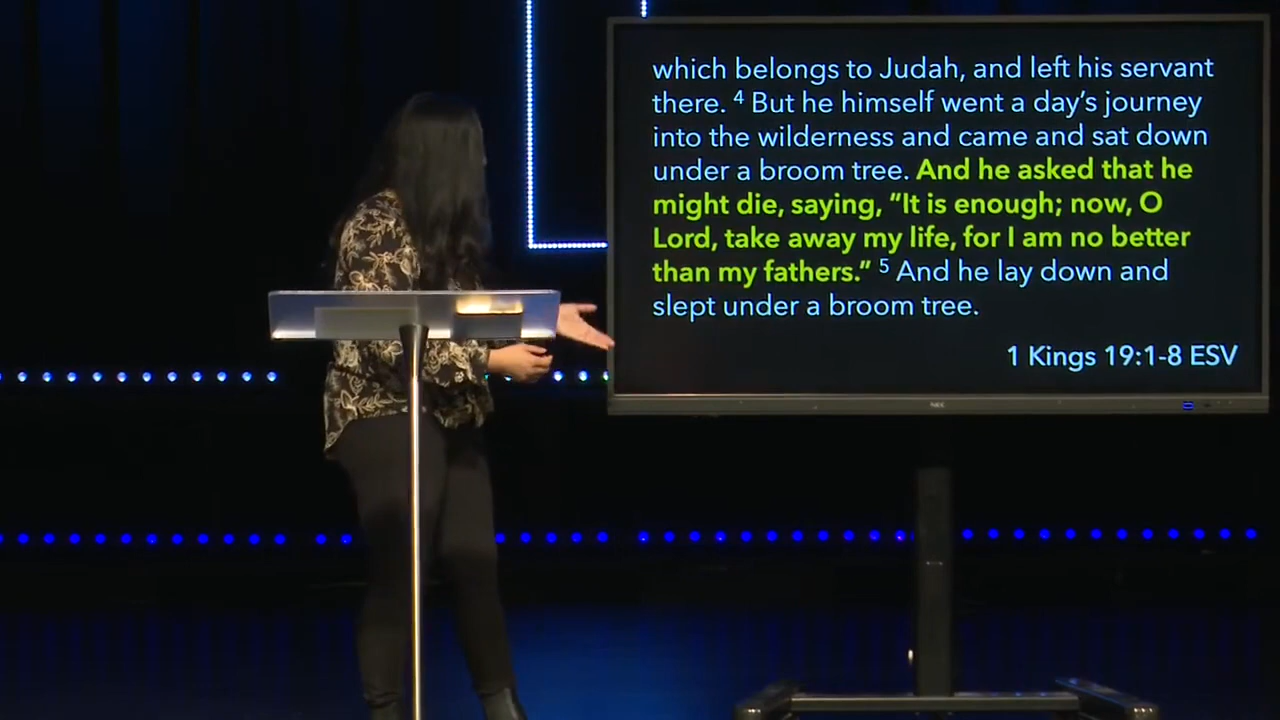 which belongs to Judah, and left his servant
there. ⁴ But he himself went a day’s journey
into the wilderness and came and sat down
under a broom tree. And he asked that he
might die, saying, “It is enough; now, O
Lord, take away my life, for I am no better
than my fathers.” ⁵ And he lay down and
slept under a broom tree.
1 Kings 19:1-8 ESV
NEC